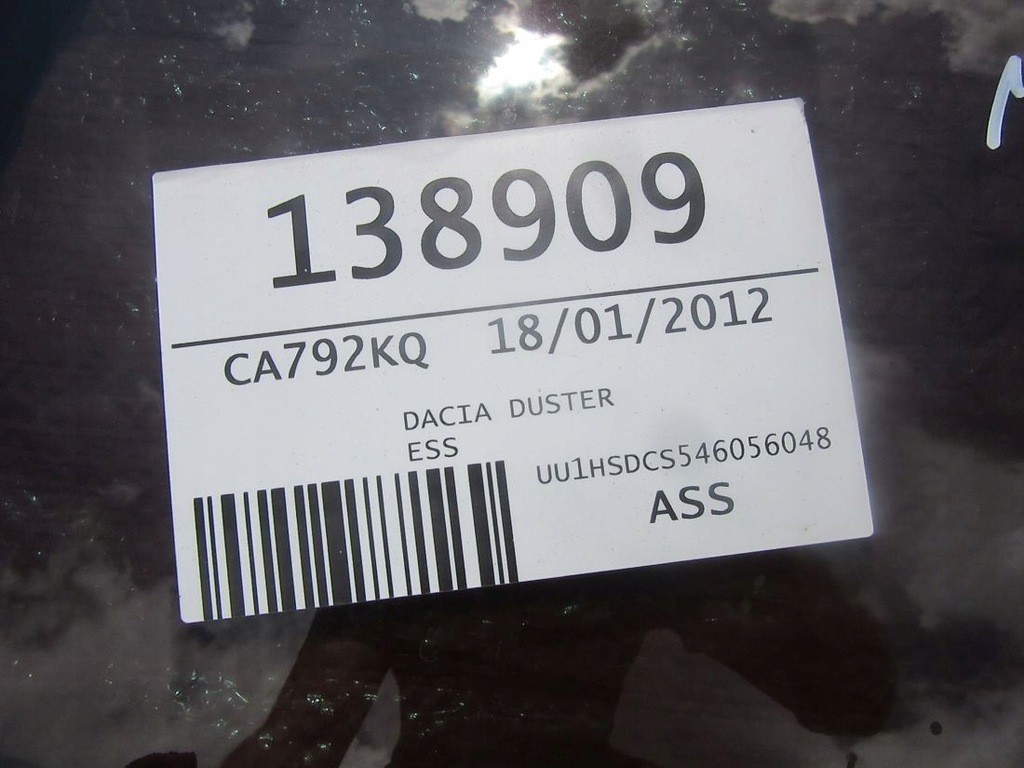 138909
CA792KQ 18/01/2012
DACIA DUSTER
ESS
UU1HSDCS546056048
ASS